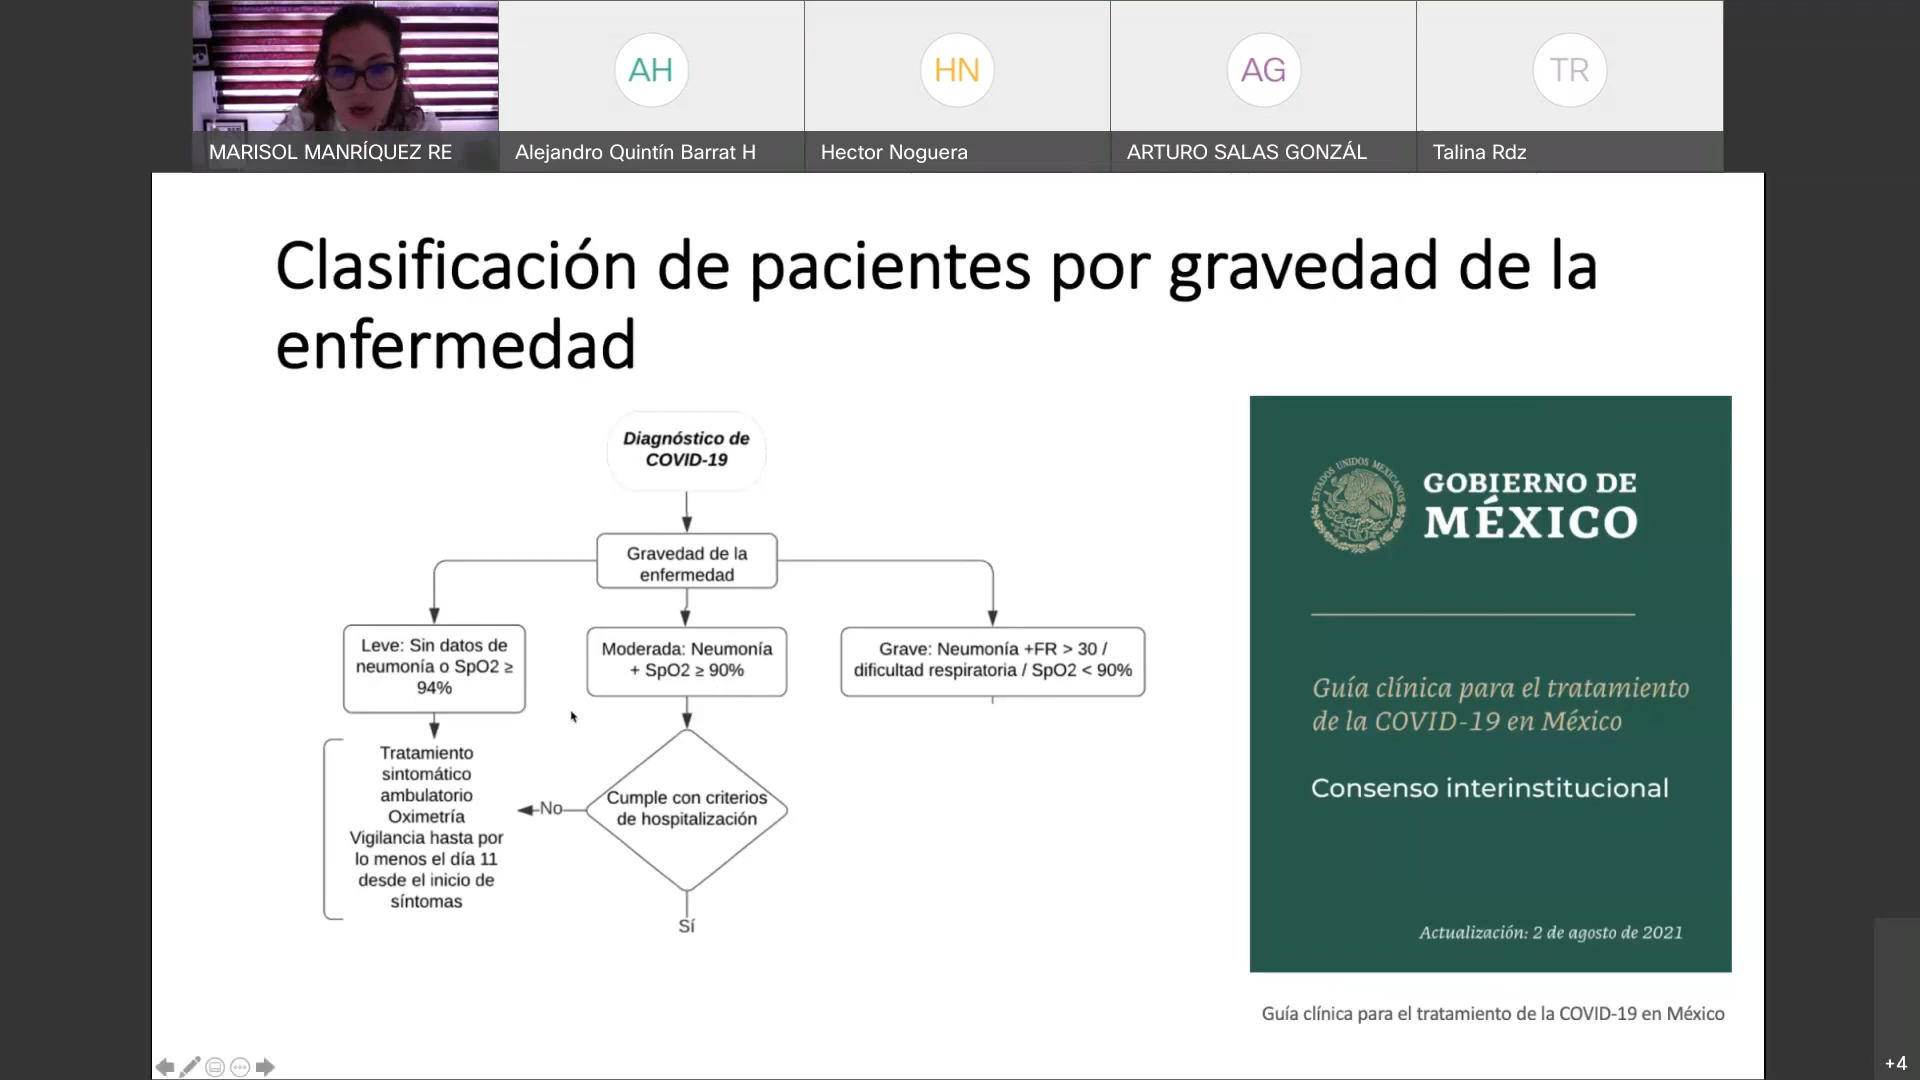 AH
HN
AG
TR
MARISOL MANRÍQUEZ RE
Alejandro Quintín Barrat H
Hector Noguera
ARTURO SALAS GONZÁL
Talina Rdz
Clasificación de pacientes por gravedad de la
enfermedad
Diagnóstico de
COVID-19
Gravedad de la
enfermedad
Leve: Sin datos de
neumonía o SpO2 ≥
94%
Moderada: Neumonía
+ SpO2 ≥ 90%
Grave: Neumonía +FR > 30 /
dificultad respiratoria / SpO2 < 90%
Tratamiento
sintomático
ambulatorio
Oximetría
Vigilancia hasta por
lo menos el día 11
desde el inicio de
síntomas
No
Cumple con criterios
de hospitalización
Sí
ESTADOS UNIDOS MEXICANOS
GOBIERNO DE
MÉXICO
Guía clínica para el tratamiento
de la COVID-19 en México
Consenso interinstitucional
Actualización: 2 de agosto de 2021
Guía clínica para el tratamiento de la COVID-19 en México
+4